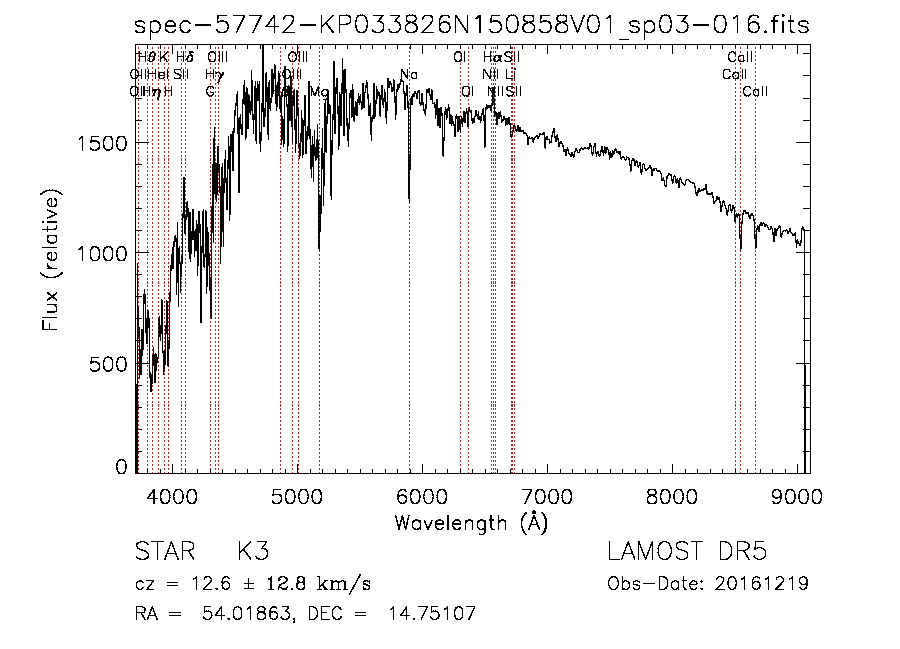 spec-57742-KP033826N150858V01_sp03-016.fits
Hθ K Hδ OIII OIII OI Hα SII CaII
OII HeI SII Hγ OIII Na NII Li CaII
OII Hη H G Mg OI NII SII CaII
1500
1000
500
0
Flux (relative)
4000 5000 6000 7000 8000 9000
Wavelength (Å)
STAR K3 LAMOST DR5
cz = 12.6 ± 12.8 km/s Obs-Date: 20161219
RA = 54.01863, DEC = 14.75107